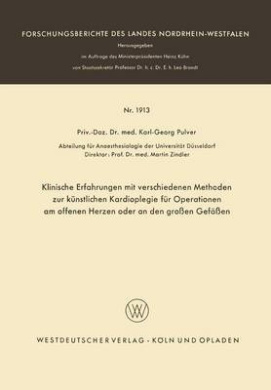 FORSCHUNGSBERICHTE DES LANDES NORDRHEIN-WESTFALEN
Herausgegeben
im Auftrage des Ministerpräsidenten Heinz Kühn
von Staatssekretär Professor Dr. h. c. Dr. E. h. Leo Brandt
Nr. 1913
Priv.-Doz. Dr. med. Karl-Georg Pulver
Abteilung für Anaesthesiologie der Universität Düsseldorf
Direktor: Prof. Dr. med. Martin Zindler
Klinische Erfahrungen mit verschiedenen Methoden
zur künstlichen Kardioplegie für Operationen
am offenen Herzen oder an den großen Gefäßen
WESTDEUTSCHER VERLAG · KÖLN UND OPLADEN